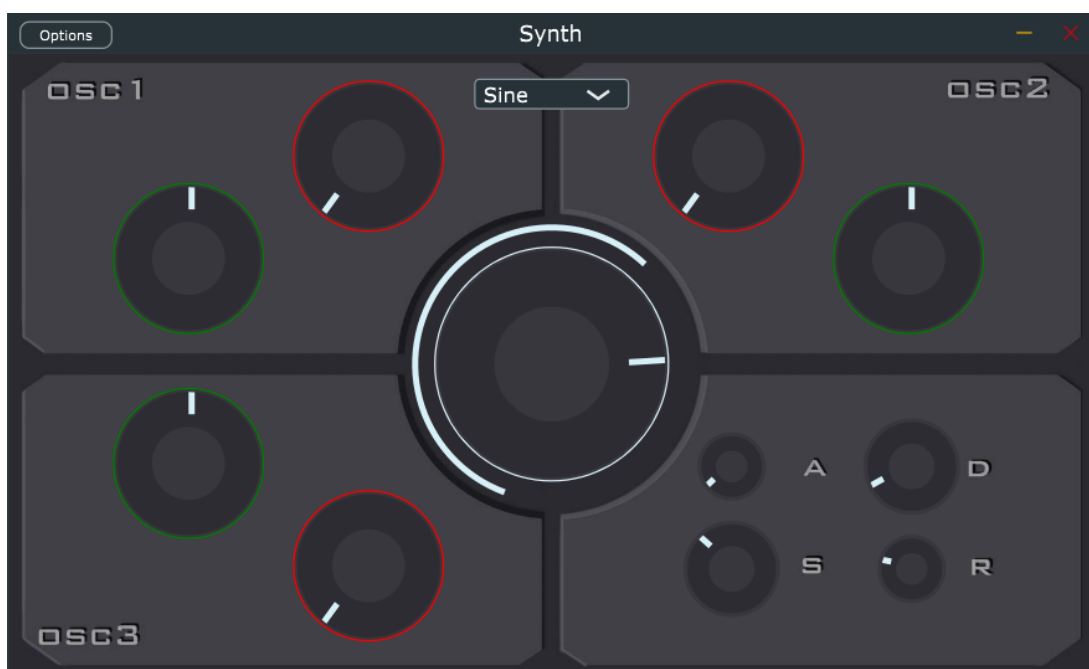 Options
Synth
osc1
Sine
osc2
A
D
S
R
osc3